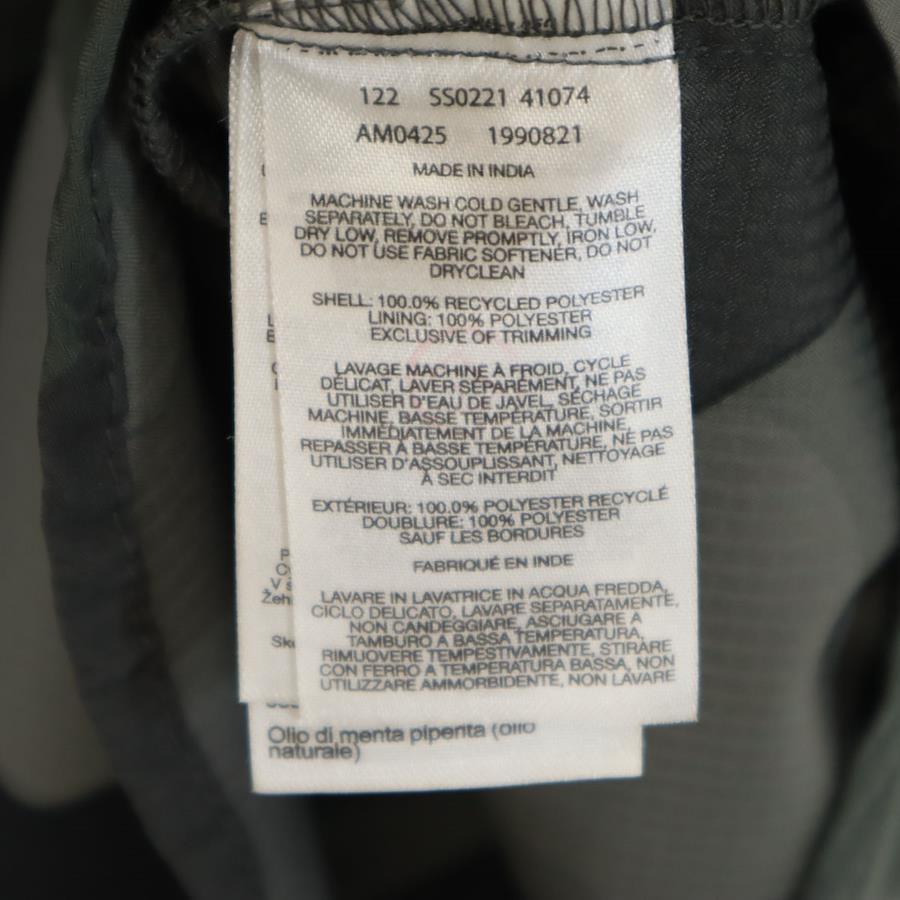 122 SS0221 41074
AM0425 1990821
MADE IN INDIA
MACHINE WASH COLD GENTLE, WASH
SEPARATELY, DO NOT BLEACH, TUMBLE
DRY LOW, REMOVE PROMPTLY, IRON LOW,
DO NOT USE FABRIC SOFTENER, DO NOT
DRYCLEAN
SHELL: 100.0% RECYCLED POLYESTER
LINING: 100% POLYESTER
EXCLUSIVE OF TRIMMING
LAVAGE MACHINE À FROID, CYCLE
DÉLICAT, LAVER SÉPARÉMENT, NE PAS
UTILISER D'EAU DE JAVEL, SÉCHAGE
MACHINE, BASSE TEMPÉRATURE, SORTIR
IMMÉDIATEMENT DE LA MACHINE,
REPASSER À BASSE TEMPÉRATURE, NE PAS
UTILISER D'ASSOUPLISSANT, NETTOYAGE
À SEC INTERDIT
EXTÉRIEUR: 100.0% POLYESTER RECYCLÉ
DOUBLURE: 100% POLYESTER
SAUF LES BORDURES
FABRIQUÉ EN INDE
LAVARE IN LAVATRICE IN ACQUA FREDDA,
CICLO DELICATO, LAVARE SEPARATAMENTE,
NON CANDEGGIARE, ASCIUGARE A
TAMBURO A BASSA TEMPERATURA,
RIMUOVERE TEMPESTIVAMENTE, STIRARE
CON FERRO A TEMPERATURA BASSA, NON
UTILIZZARE AMMORBIDENTE, NON LAVARE
Olio di menta piperita (olio
naturale)